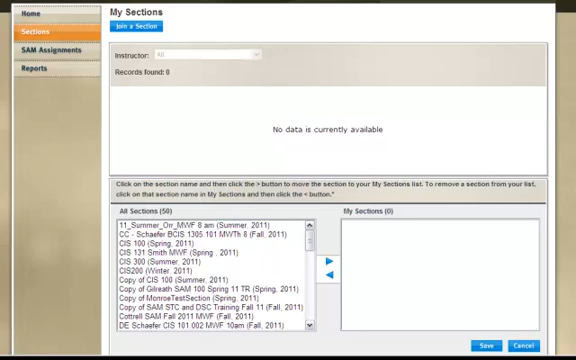 Home
Sections
SAM Assignments
Reports
My Sections
Join a Section
Instructor: All
Records found: 0
No data is currently available
Click on the section name and then click the > button to move the section to your My Sections list. To remove a section from your list,
click on that section name in My Sections and then click the < button.*
All Sections (50)
11_Summer_Orr_MWF 8 am (Summer, 2011)
CC - Schaefer BCIS 1305.101 MWTh 8 (Fall, 2011)
CIS 100 (Spring, 2011)
CIS 131 Smith MWF (Spring , 2011)
CIS 300 (Summer, 2011)
CIS200 (Winter, 2011)
Copy of CIS 100 (Summer, 2011)
Copy of Gilreath SAM 100 Spring 11 TR (Spring, 2011)
Copy of MonroeTestSection (Spring, 2011)
Copy of SAM STC and DSC Training Fall 11 (Fall, 2011)
Cottrell SAM Fall 2011 MWF (Fall, 2011)
DE Schaefer CIS 101.002 MWF 10am (Fall, 2011)
My Sections (0)
Save
Cancel